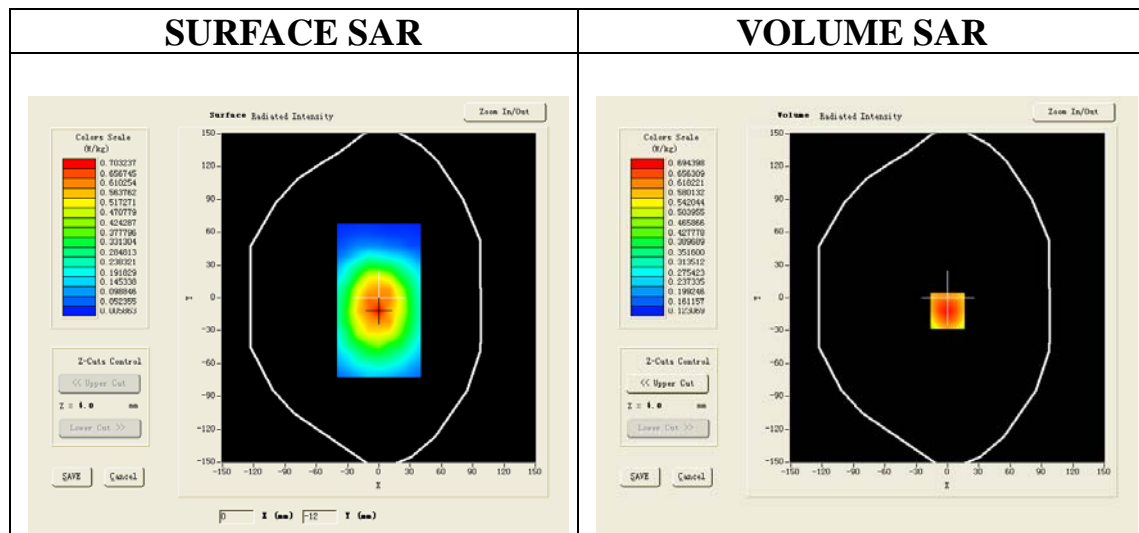 SURFACE SAR
VOLUME SAR
Surface Radiated Intensity
Zoom In/Out
Colors Scale
(W/kg)
0.703237
0.656745
0.610254
0.563762
0.517271
0.470779
0.424287
0.377796
0.331304
0.284813
0.238321
0.191829
0.145338
0.098846
0.052355
0.005863
150
120
90
60
30
0
-30
-60
-90
-120
-150
Y
-150 -120 -90 -60 -30 0 30 60 90 120 150
X
Z-Cuts Control
<< Upper Cut
Z = mm
Lower Cut >>
SAVE Cancel
0 X (mm) -12 Y (mm)
Volume Radiated Intensity
Zoom In/Out
Colors Scale
(W/kg)
0.694398
0.656309
0.618221
0.580132
0.542044
0.503955
0.465866
0.427778
0.389689
0.351600
0.313512
0.275423
0.237335
0.199246
0.161157
0.123069
150
120
90
60
30
0
-30
-60
-90
-120
-150
Y
-150 -120 -90 -60 -30 0 30 60 90 120 150
X
Z-Cuts Control
<< Upper Cut
Z = mm
Lower Cut >>
SAVE Cancel